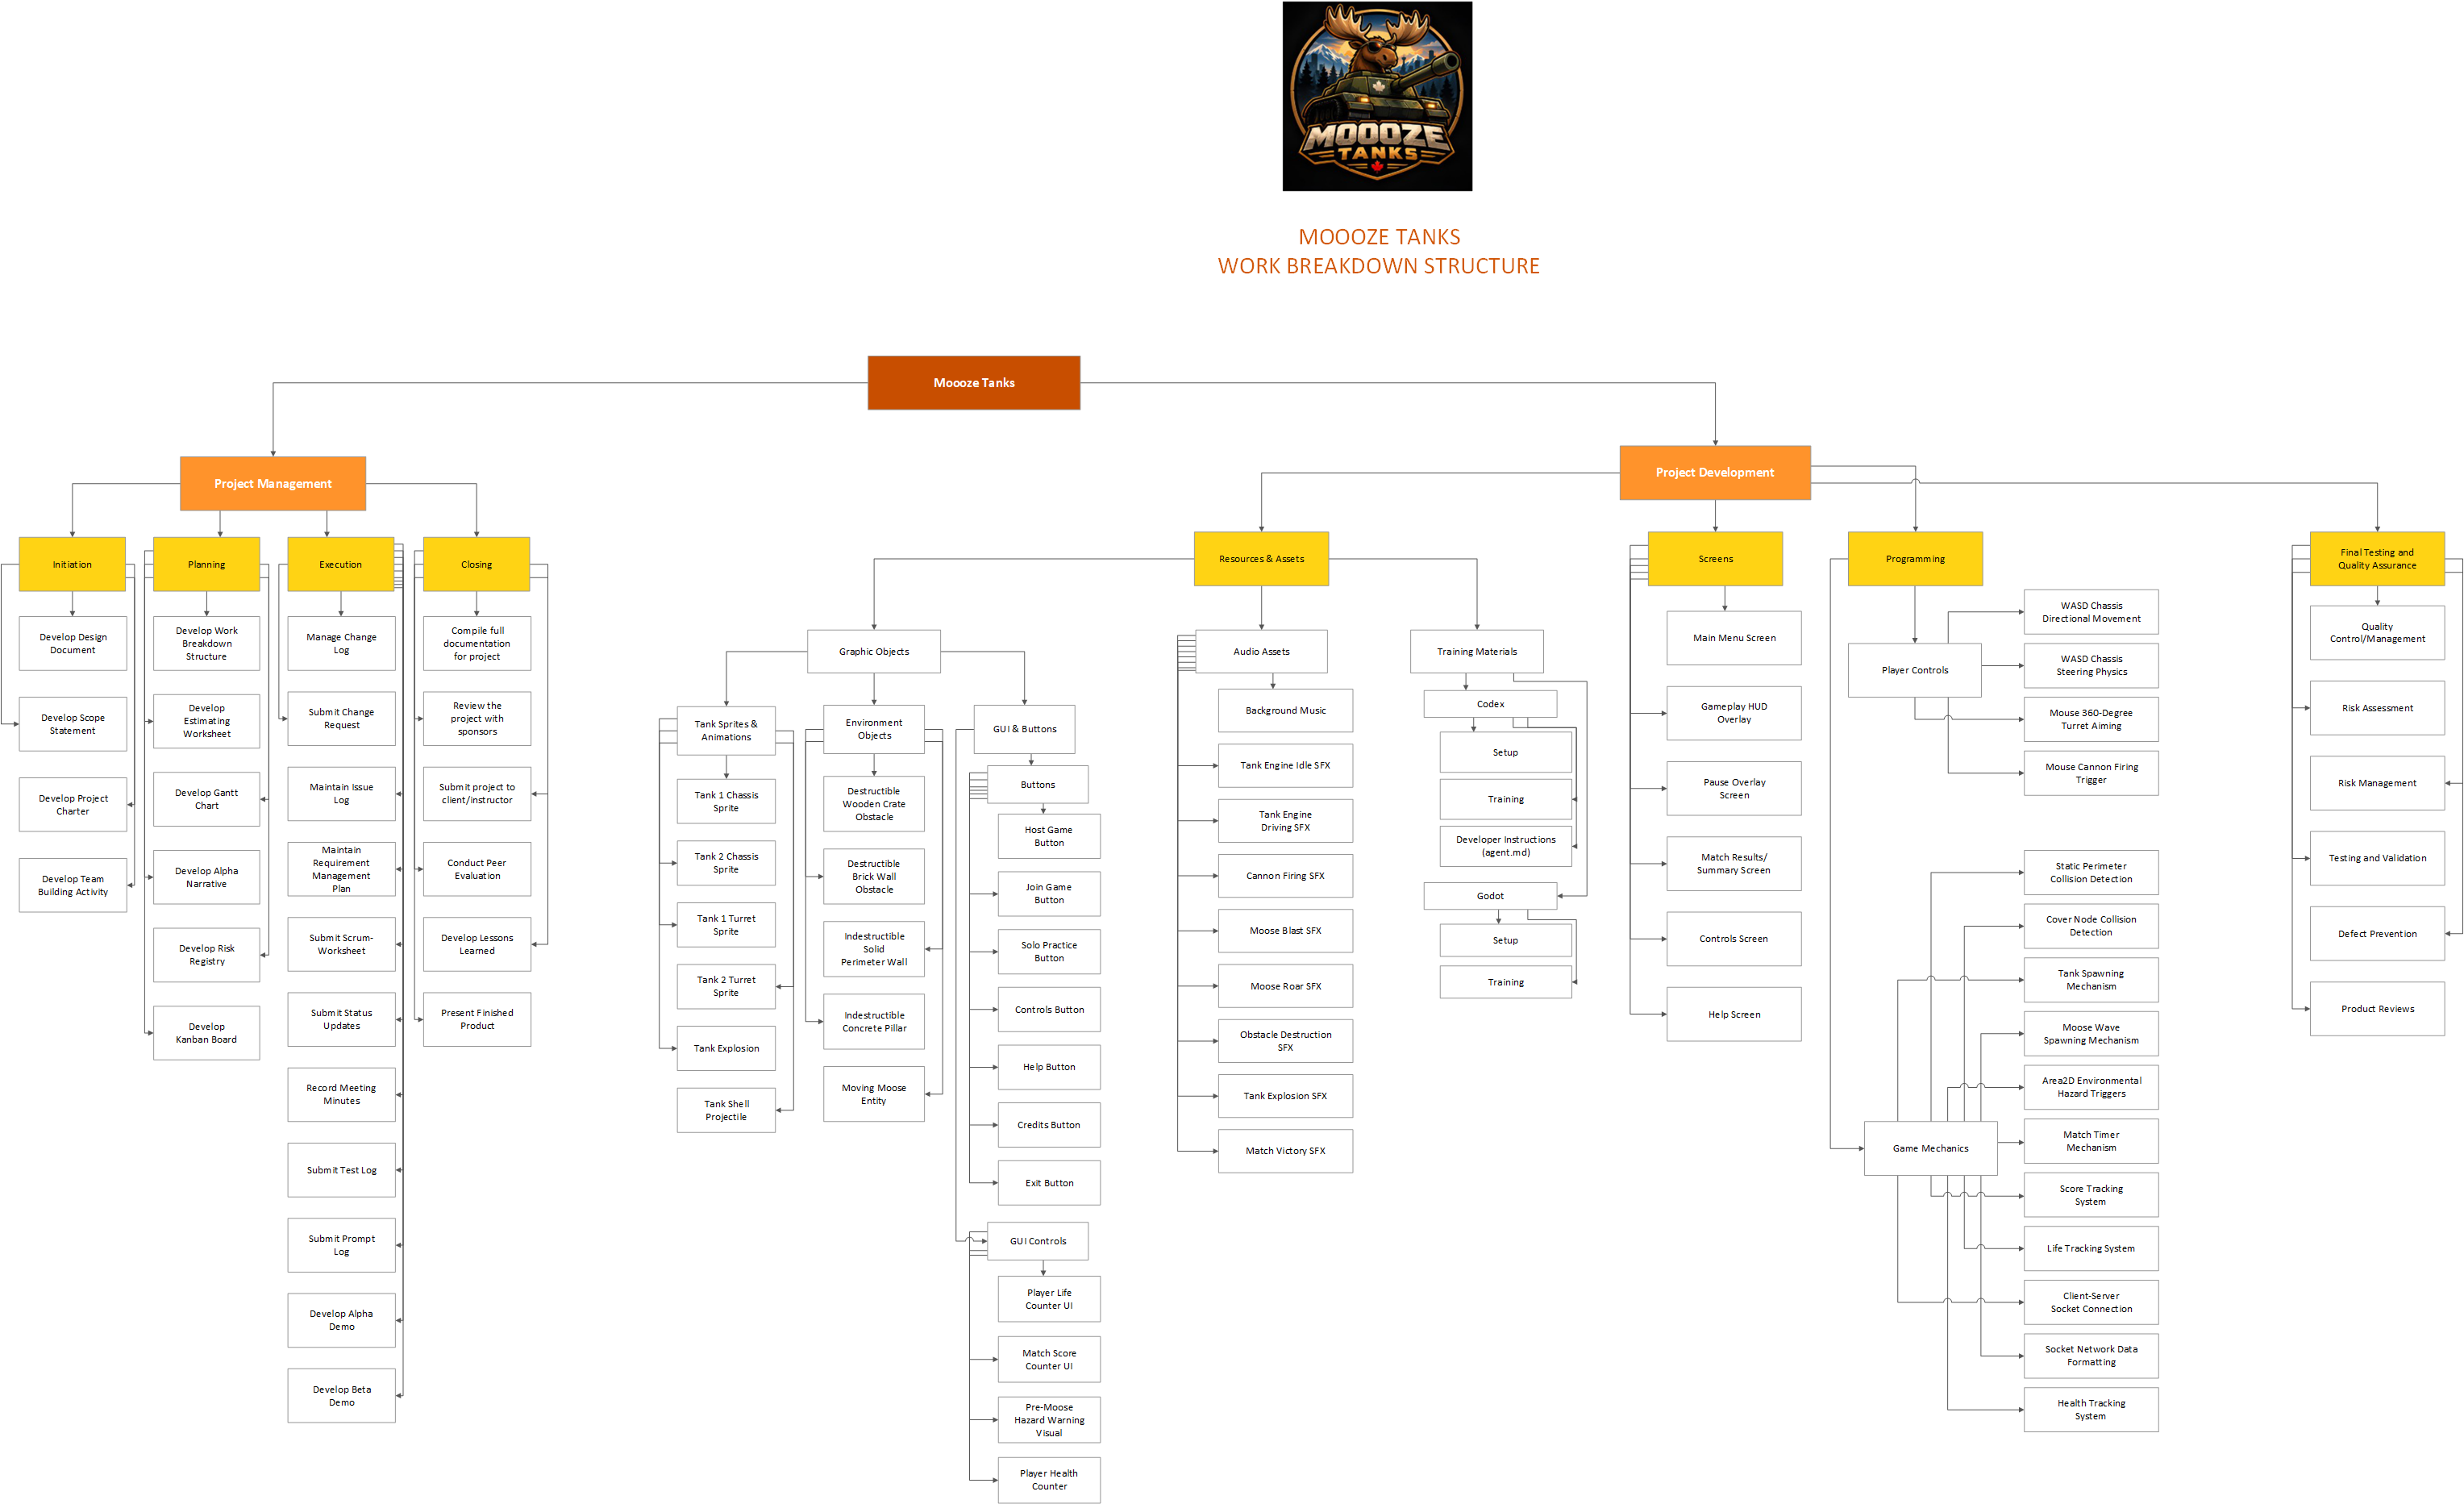 MOOOZE
TANKS
MOOOZE TANKS
WORK BREAKDOWN STRUCTURE
Moooze Tanks
Project Management
Initiation
Develop Design
Document
Develop Scope
Statement
Develop Project
Charter
Develop Team
Building Activity
Planning
Develop Work
Breakdown
Structure
Develop
Estimating
Worksheet
Develop Gantt
Chart
Develop Alpha
Narrative
Develop Risk
Registry
Develop
Kanban Board
Execution
Manage Change
Log
Submit Change
Request
Maintain Issue
Log
Maintain
Requirement
Management
Plan
Submit Scrum-
Worksheet
Submit Status
Updates
Record Meeting
Minutes
Submit Test Log
Submit Prompt
Log
Develop Alpha
Demo
Develop Beta
Demo
Closing
Compile full
documentation
for project
Review the
project with
sponsors
Submit project to
client/instructor
Conduct Peer
Evaluation
Develop Lessons
Learned
Present Finished
Product
Project Development
Resources & Assets
Graphic Objects
Tank Sprites &
Animations
Tank 1 Chassis
Sprite
Tank 2 Chassis
Sprite
Tank 1 Turret
Sprite
Tank 2 Turret
Sprite
Tank Explosion
Tank Shell
Projectile
Environment
Objects
Destructible
Wooden Crate
Obstacle
Destructible
Brick Wall
Obstacle
Indestructible
Solid
Perimeter Wall
Indestructible
Concrete Pillar
Moving Moose
Entity
GUI & Buttons
Buttons
Host Game
Button
Join Game
Button
Solo Practice
Button
Controls Button
Help Button
Credits Button
Exit Button
GUI Controls
Player Life
Counter UI
Match Score
Counter UI
Pre-Moose
Hazard Warning
Visual
Player Health
Counter
Audio Assets
Background Music
Tank Engine Idle SFX
Tank Engine
Driving SFX
Cannon Firing SFX
Moose Blast SFX
Moose Roar SFX
Obstacle Destruction
SFX
Tank Explosion SFX
Match Victory SFX
Training Materials
Codex
Setup
Training
Developer Instructions
(agent.md)
Godot
Setup
Training
Screens
Main Menu Screen
Gameplay HUD
Overlay
Pause Overlay
Screen
Match Results/
Summary Screen
Controls Screen
Help Screen
Programming
Player Controls
WASD Chassis
Directional Movement
WASD Chassis
Steering Physics
Mouse 360-Degree
Turret Aiming
Mouse Cannon Firing
Trigger
Game Mechanics
Static Perimeter
Collision Detection
Cover Node Collision
Detection
Tank Spawning
Mechanism
Moose Wave
Spawning Mechanism
Area2D Environmental
Hazard Triggers
Match Timer
Mechanism
Score Tracking
System
Life Tracking System
Client-Server
Socket Connection
Socket Network Data
Formatting
Health Tracking
System
Final Testing and
Quality Assurance
Quality
Control/Management
Risk Assessment
Risk Management
Testing and Validation
Defect Prevention
Product Reviews